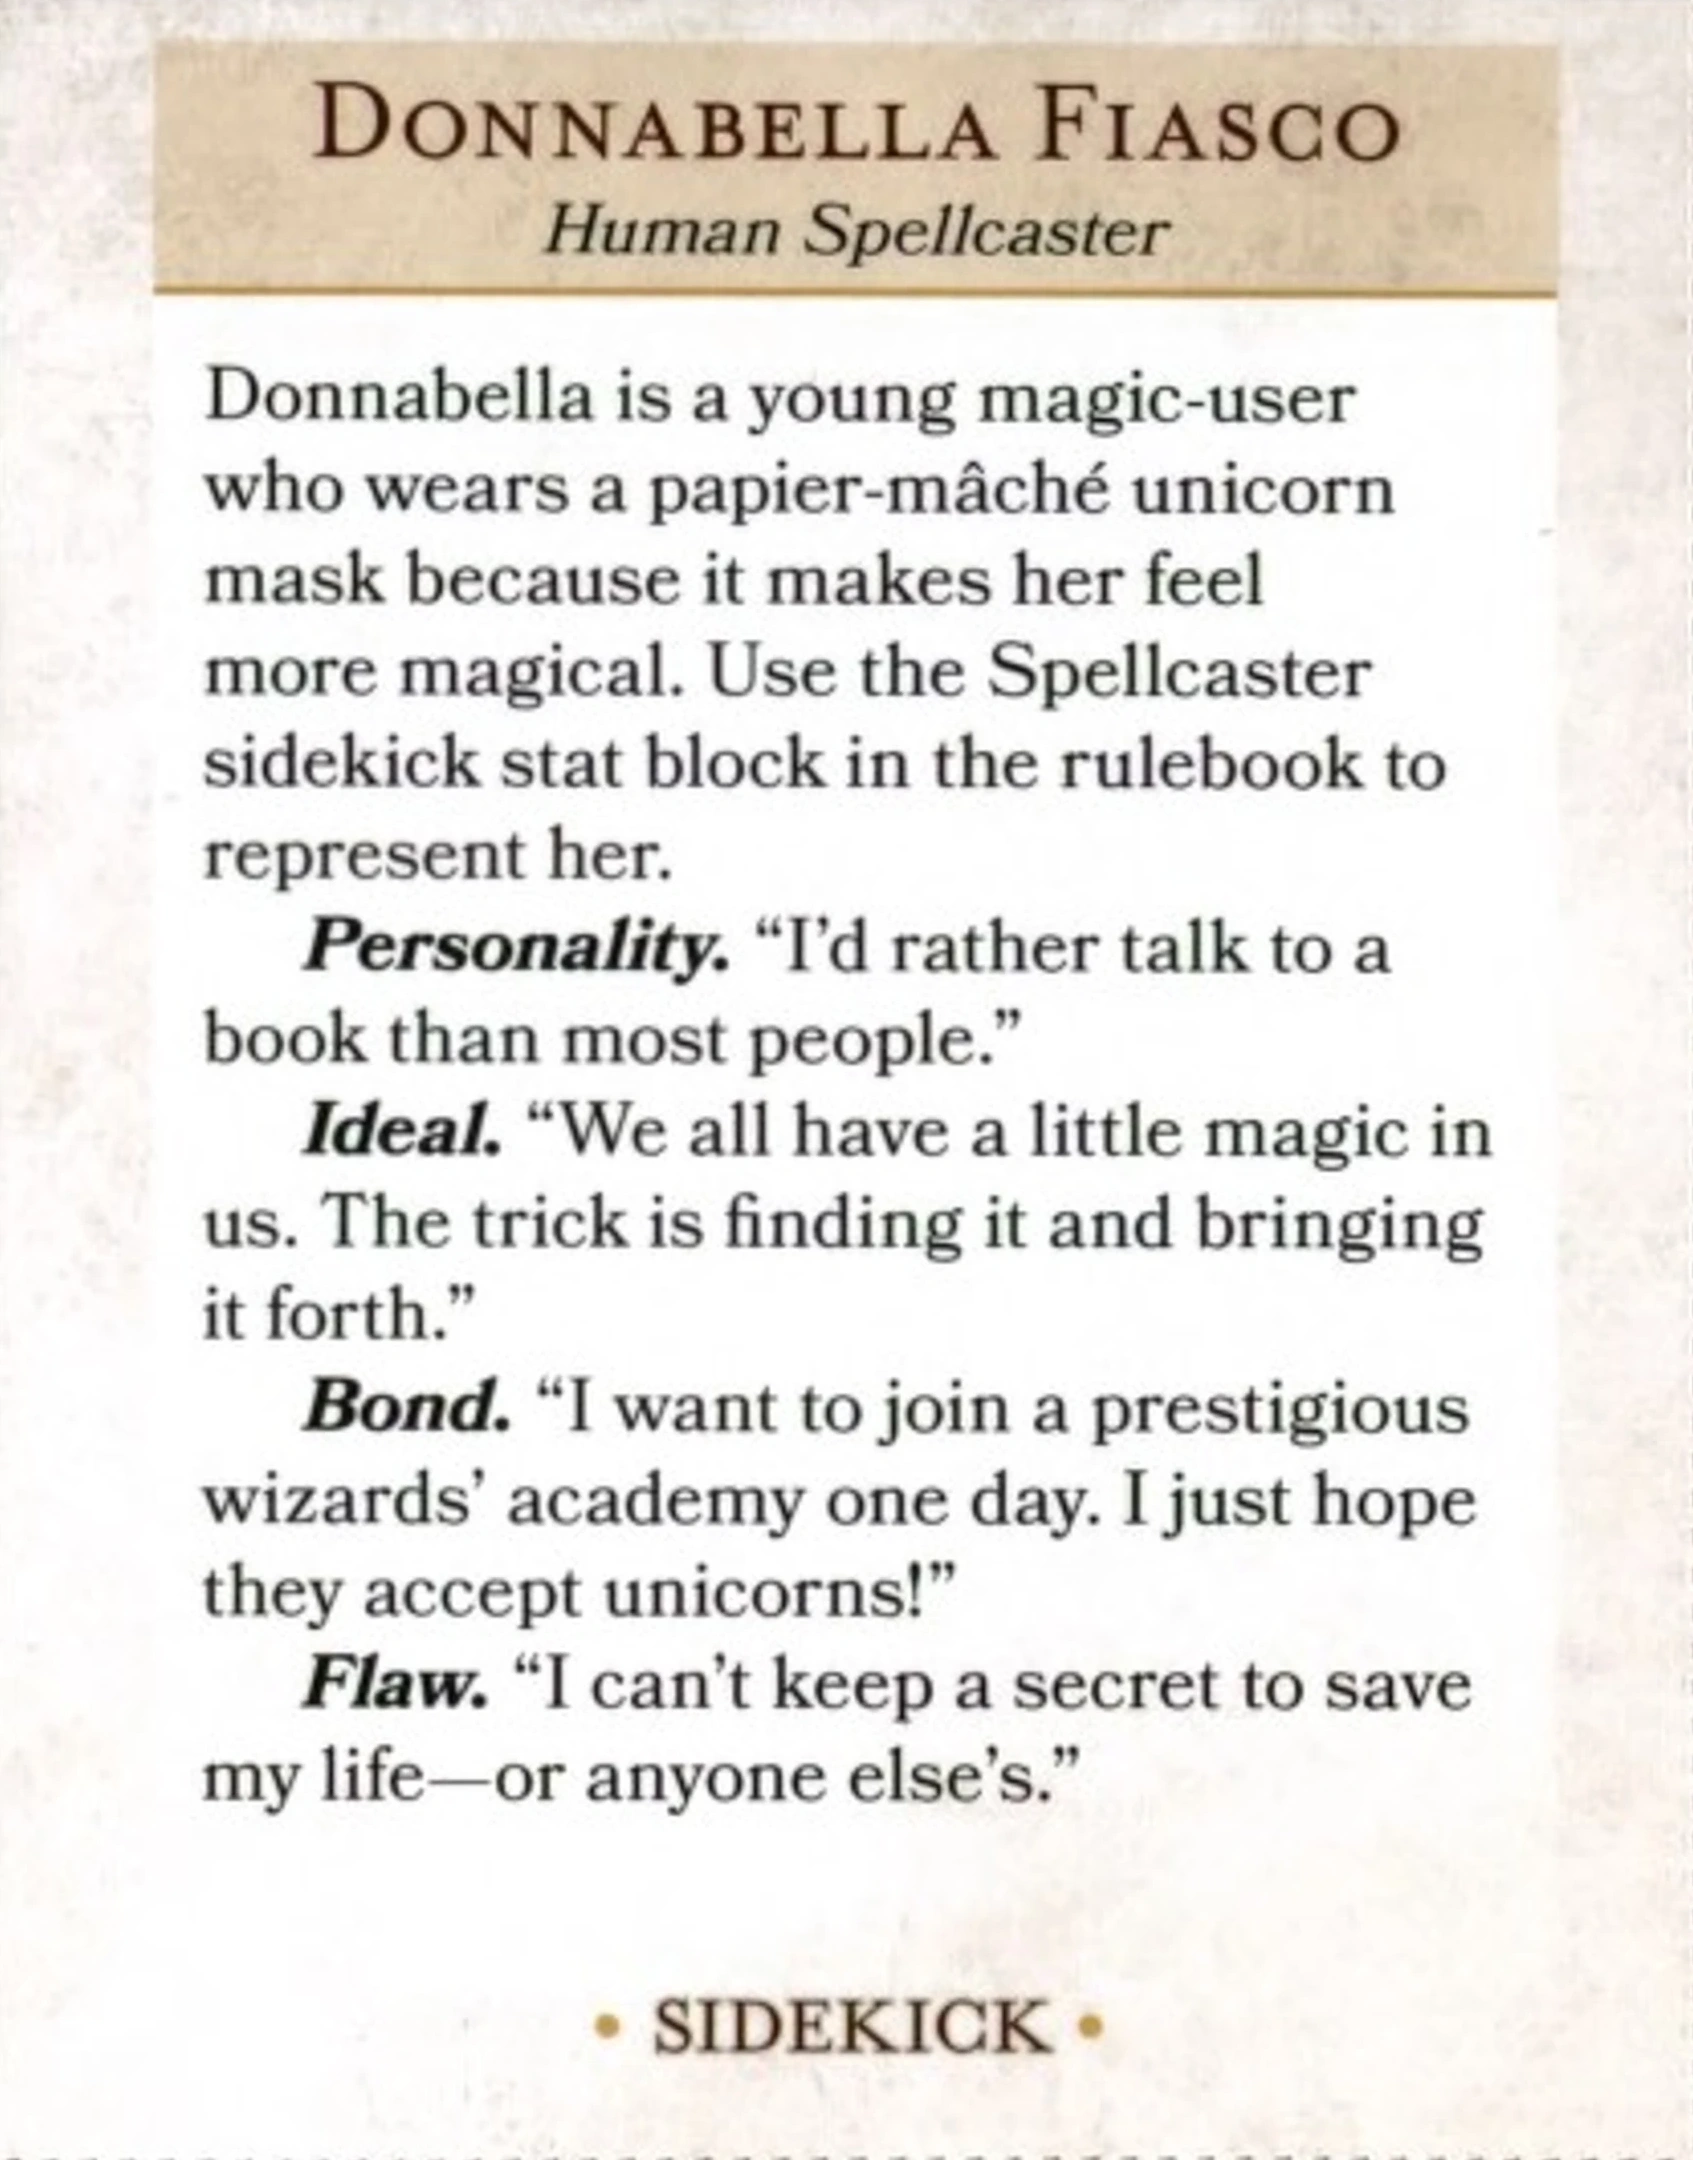 DONNABELLA FIASCO
Human Spellcaster
Donnabella is a young magic-user
who wears a papier-mâché unicorn
mask because it makes her feel
more magical. Use the Spellcaster
sidekick stat block in the rulebook to
represent her.
Personality. “I’d rather talk to a
book than most people.”
Ideal. “We all have a little magic in
us. The trick is finding it and bringing
it forth.”
Bond. “I want to join a prestigious
wizards’ academy one day. I just hope
they accept unicorns!”
Flaw. “I can’t keep a secret to save
my life—or anyone else’s.”
• SIDEKICK •